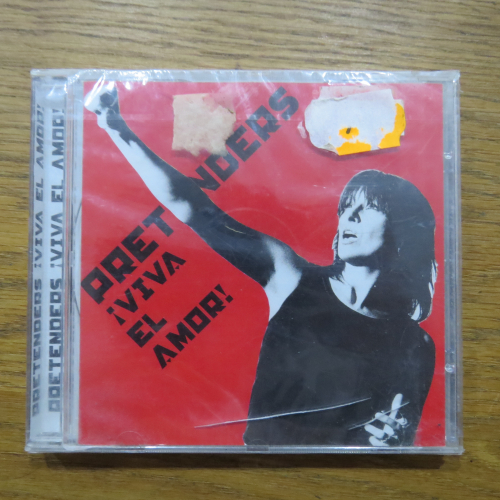 PRETENDERS
¡VIVA
EL
AMOR!
PRETENDERS ¡VIVA EL AMOR!
PRETENDERS ¡VIVA EL AMOR!